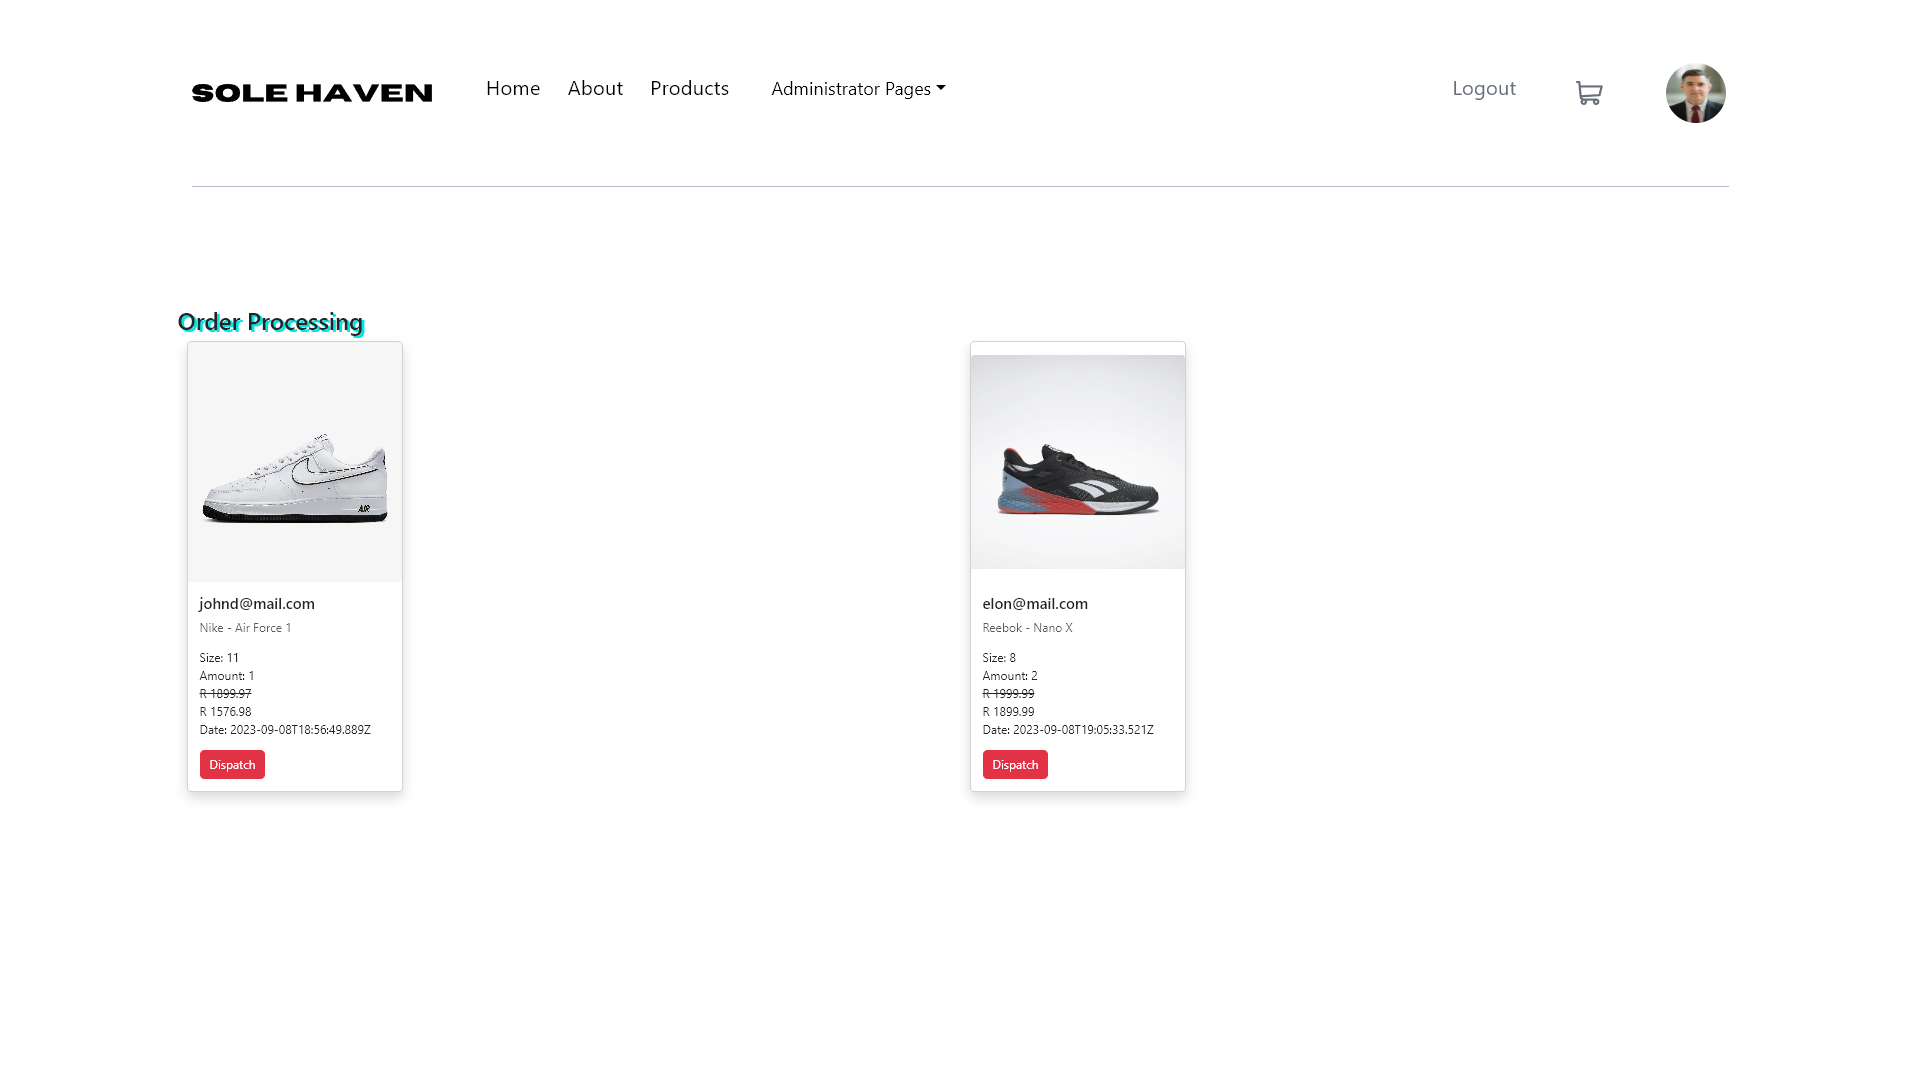 SOLE HAVEN
Home
About
Products
Administrator Pages
Logout
Order Processing
AIR
johnd@mail.com
Nike - Air Force 1
Size: 11
Amount: 1
R 1899.97
R 1576.98
Date: 2023-09-08T18:56:49.889Z
Dispatch
elon@mail.com
Reebok - Nano X
Size: 8
Amount: 2
R 1999.99
R 1899.99
Date: 2023-09-08T19:05:33.521Z
Dispatch